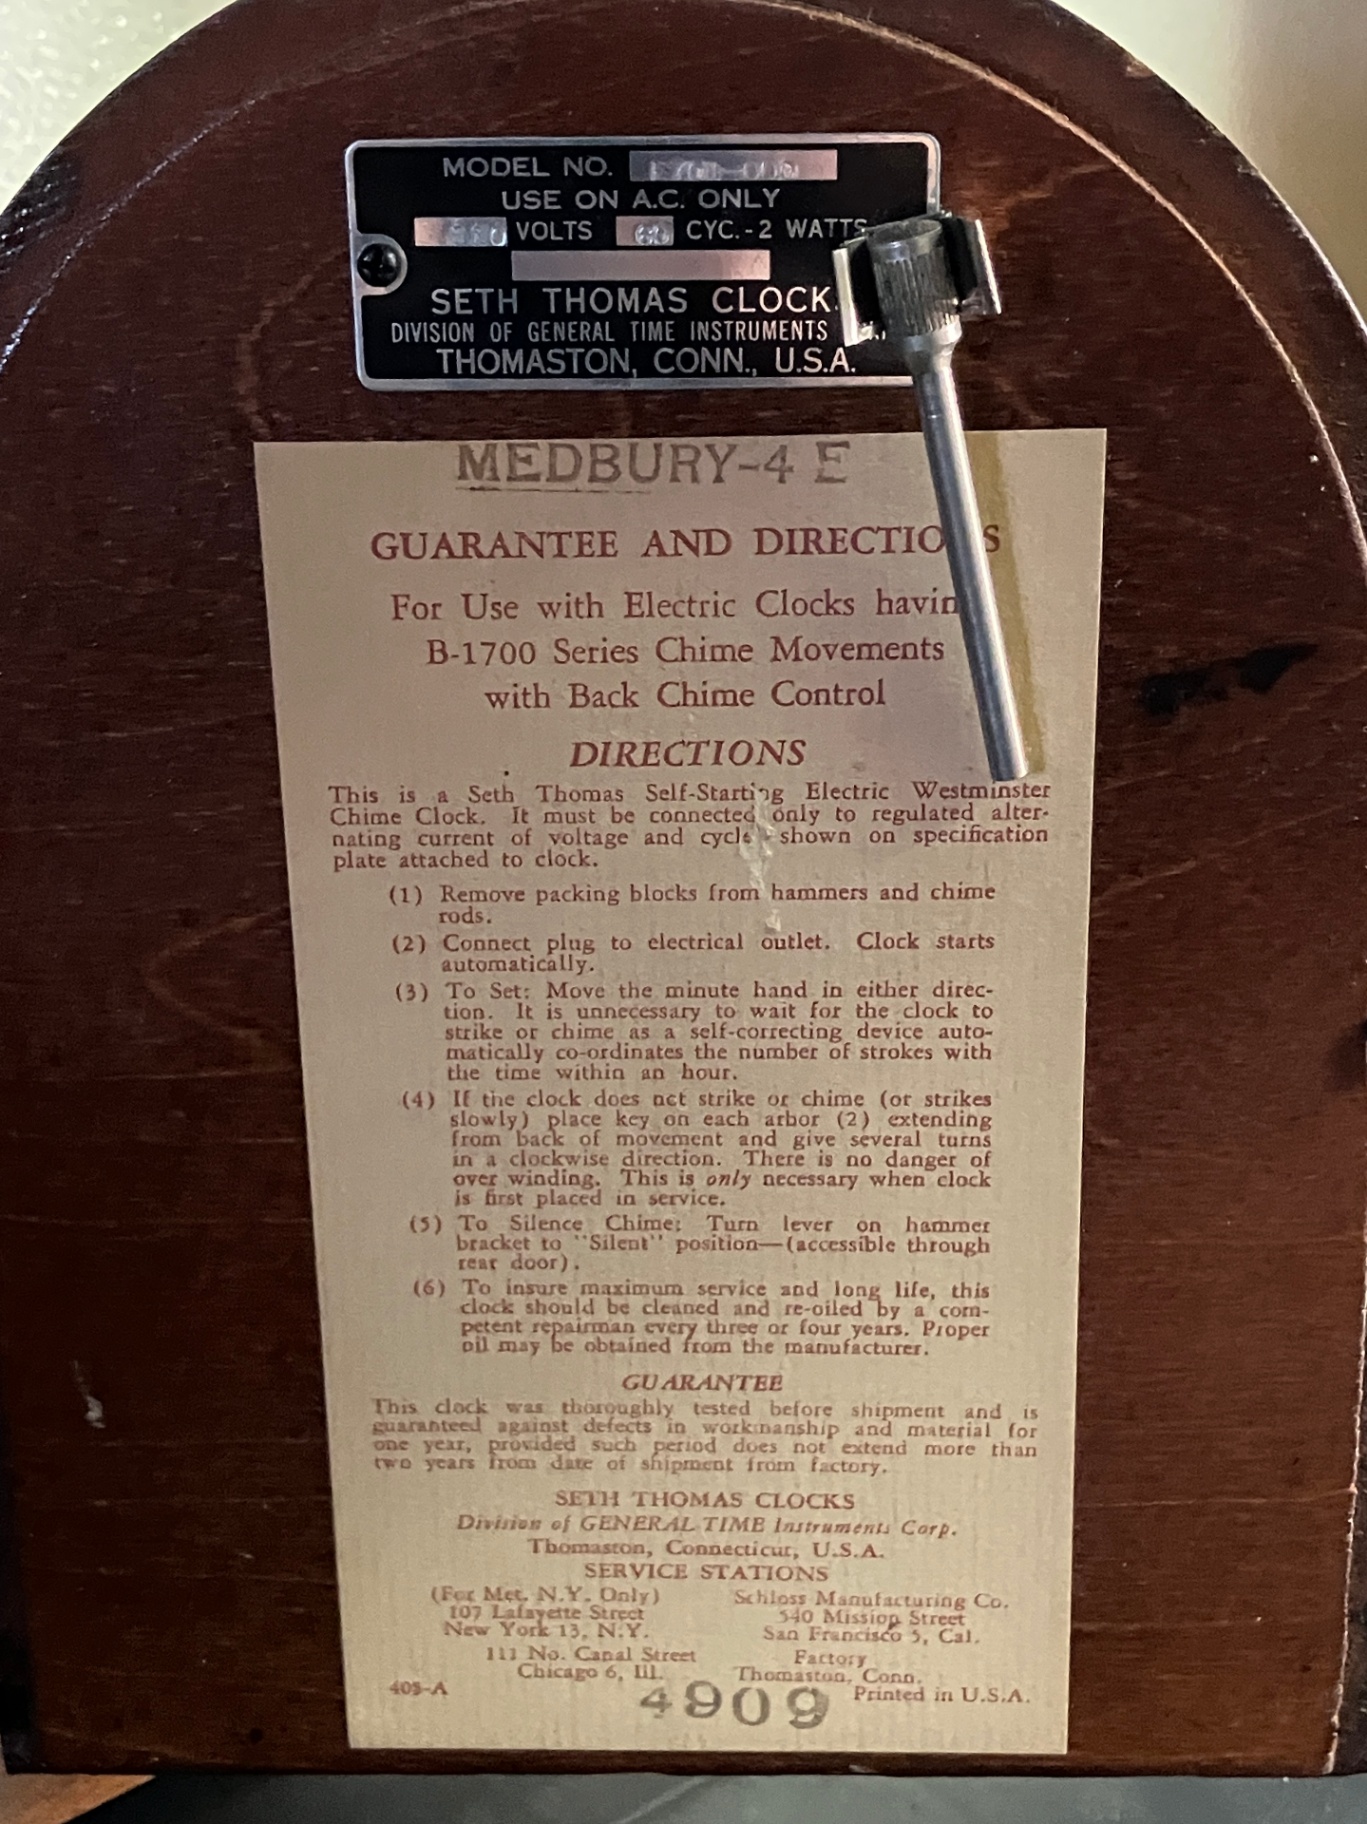 MODEL NO.
USE ON A.C. ONLY
VOLTS 60 CYC.-2 WATTS
SETH THOMAS CLOCK
DIVISION OF GENERAL TIME INSTRUMENTS
THOMASTON, CONN., U.S.A.
MEDBURY-4 E
GUARANTEE AND DIRECTIONS
For Use with Electric Clocks having
B-1700 Series Chime Movements
with Back Chime Control
DIRECTIONS
This is a Seth Thomas Self-Starting Electric Westminster
Chime Clock. It must be connected only to regulated alter-
nating current of voltage and cycle shown on specification
plate attached to clock.
(1) Remove packing blocks from hammers and chime
rods.
(2) Connect plug to electrical outlet. Clock starts
automatically.
(3) To Set: Move the minute hand in either direc-
tion. It is unnecessary to wait for the clock to
strike or chime as a self-correcting device auto-
matically co-ordinates the number of strokes with
the time within an hour.
(4) If the clock does not strike or chime (or strikes
slowly) place key on each arbor (2) extending
from back of movement and give several turns
in a clockwise direction. There is no danger of
over winding. This is only necessary when clock
is first placed in service.
(5) To Silence Chime: Turn lever on hammer
bracket to "Silent" position—(accessible through
rear door).
(6) To insure maximum service and long life, this
clock should be cleaned and re-oiled by a com-
petent repairman every three or four years. Proper
oil may be obtained from the manufacturer.
GUARANTEE
This clock was thoroughly tested before shipment and is
guaranteed against defects in workmanship and material for
one year, provided such period does not extend more than
two years from date of shipment from factory.
SETH THOMAS CLOCKS
Division of GENERAL TIME Instruments Corp.
Thomaston, Connecticut, U.S.A.
SERVICE STATIONS
(For Met. N.Y. Only)
107 Lafayette Street
New York 13, N.Y.
111 No. Canal Street
Chicago 6, Ill.
Schloss Manufacturing Co.
540 Mission Street
San Francisco 5, Cal.
Factory
Thomaston, Conn.
408-A
4909
Printed in U.S.A.